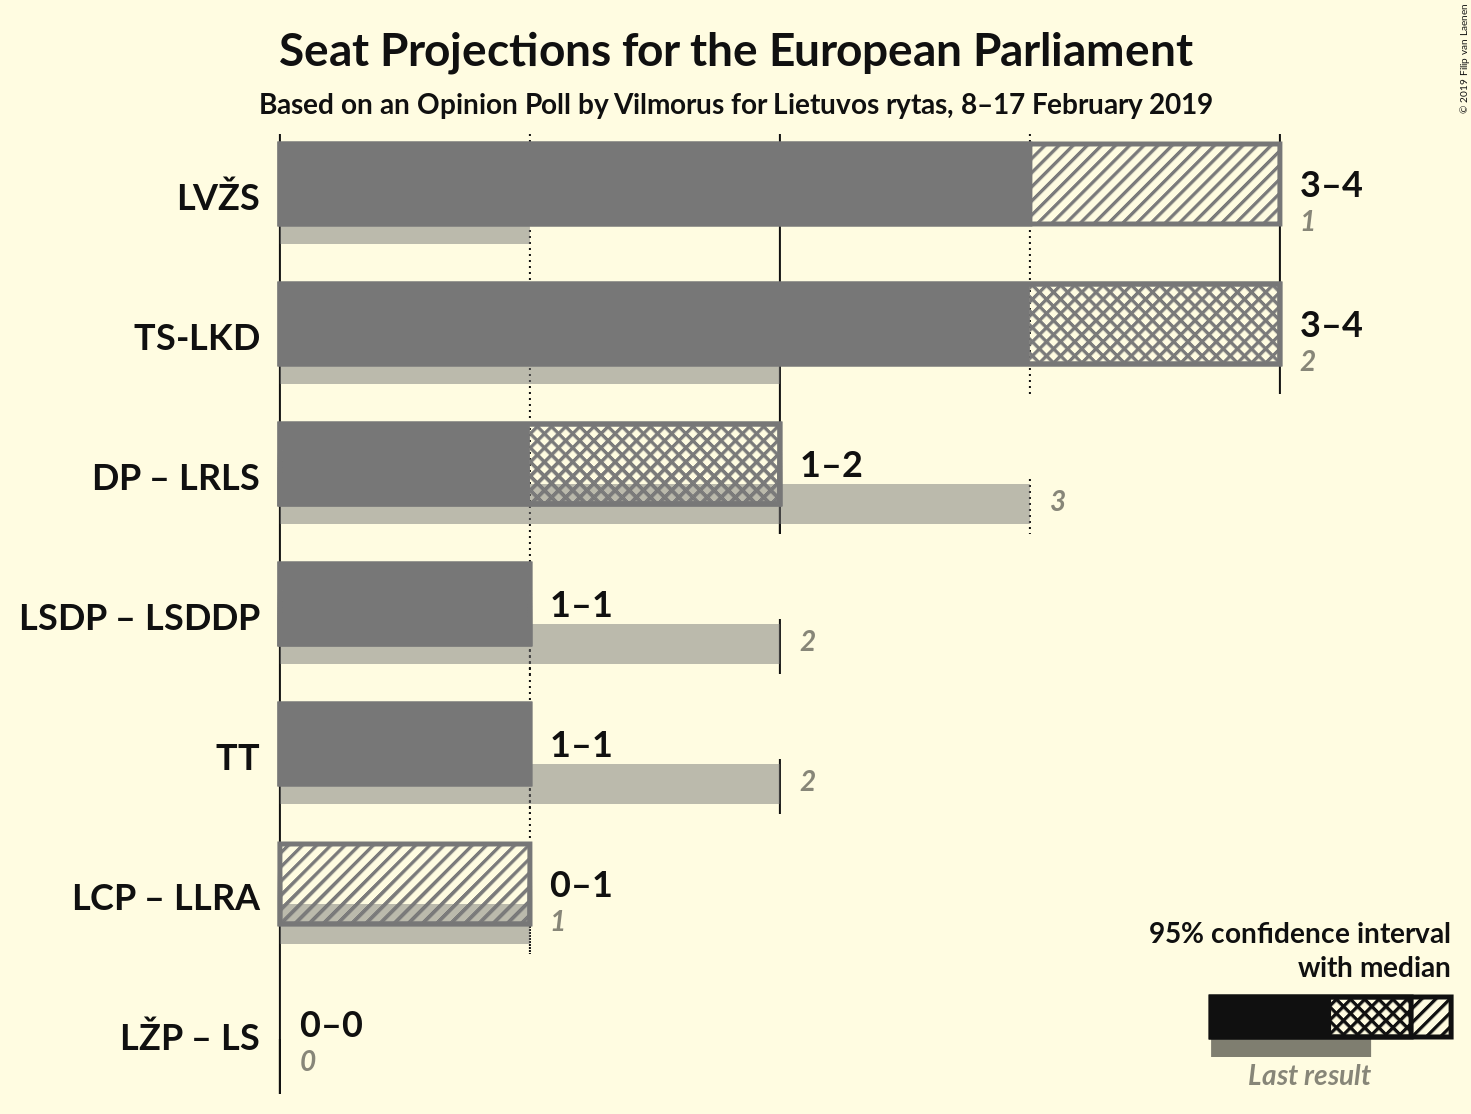 Seat Projections for the European Parliament
Based on an Opinion Poll by Vilmorus for Lietuvos rytas, 8–17 February 2019
© 2019 Filip van Laenen
LVŽS
3–4
1
TS-LKD
3–4
2
DP – LRLS
1–2
3
LSDP – LSDDP
1–1
2
TT
1–1
2
LCP – LLRA
0–1
1
LŽP – LS
0–0
0
95% confidence interval
with median
Last result